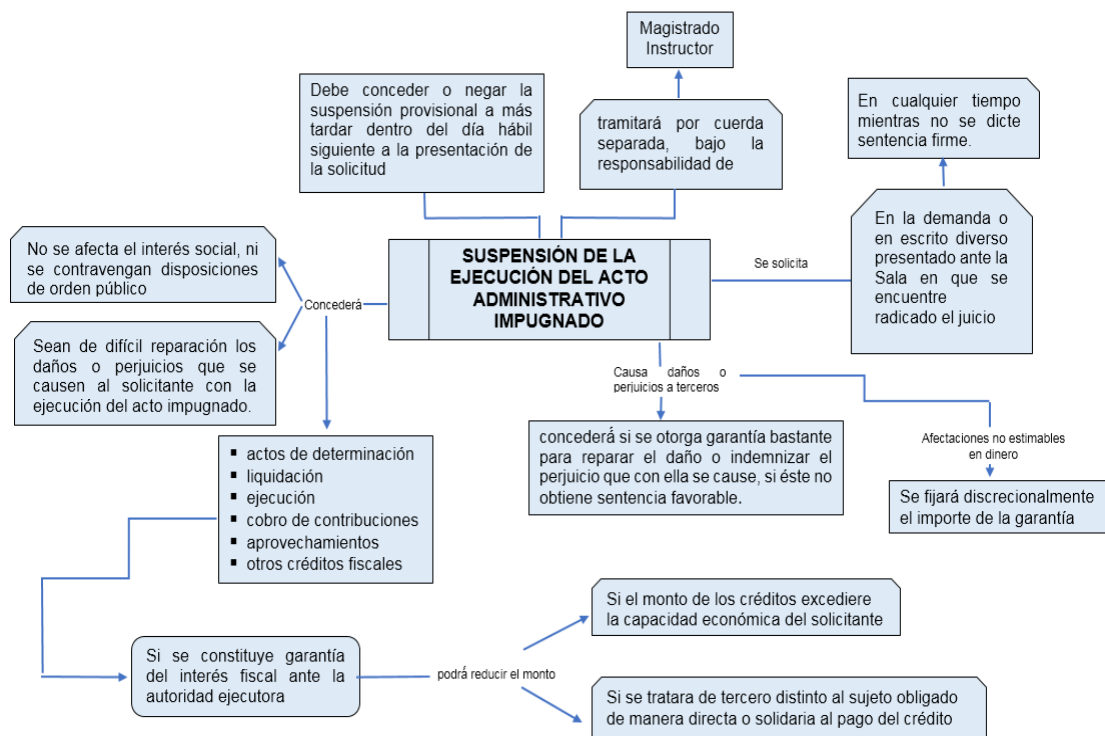 Magistrado
Instructor
Debe conceder o negar la
suspensión provisional a más
tardar dentro del día hábil
siguiente a la presentación de
la solicitud
tramitará por cuerda
separada, bajo la
responsabilidad de
En cualquier tiempo
mientras no se dicte
sentencia firme.
SUSPENSIÓN DE LA
EJECUCIÓN DEL ACTO
ADMINISTRATIVO
IMPUGNADO
Se solicita
En la demanda o
en escrito diverso
presentado ante la
Sala en que se
encuentre
radicado el juicio
No se afecta el interés social, ni
se contravengan disposiciones
de orden público
Concederá
Sean de difícil reparación los
daños o perjuicios que se
causen al solicitante con la
ejecución del acto impugnado.
Causa daños o
perjuicios a terceros
concederá si se otorga garantía bastante
para reparar el daño o indemnizar el
perjuicio que con ella se cause, si éste no
obtiene sentencia favorable.
Afectaciones no estimables
en dinero
Se fijará discrecionalmente
el importe de la garantía
▪ actos de determinación
▪ liquidación
▪ ejecución
▪ cobro de contribuciones
▪ aprovechamientos
▪ otros créditos fiscales
Si se constituye garantía
del interés fiscal ante la
autoridad ejecutora
podrá reducir el monto
Si el monto de los créditos excediere
la capacidad económica del solicitante
Si se tratara de tercero distinto al sujeto obligado
de manera directa o solidaria al pago del crédito